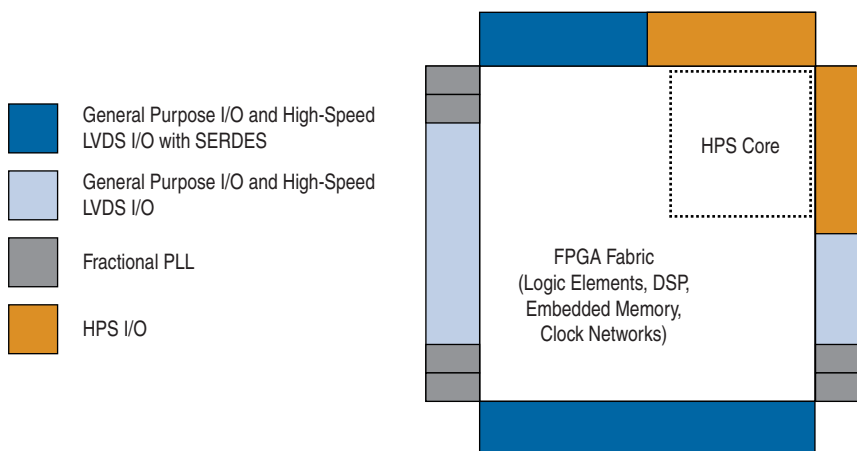 General Purpose I/O and High-Speed
LVDS I/O with SERDES
General Purpose I/O and High-Speed
LVDS I/O
Fractional PLL
HPS I/O
HPS Core
FPGA Fabric
(Logic Elements, DSP,
Embedded Memory,
Clock Networks)